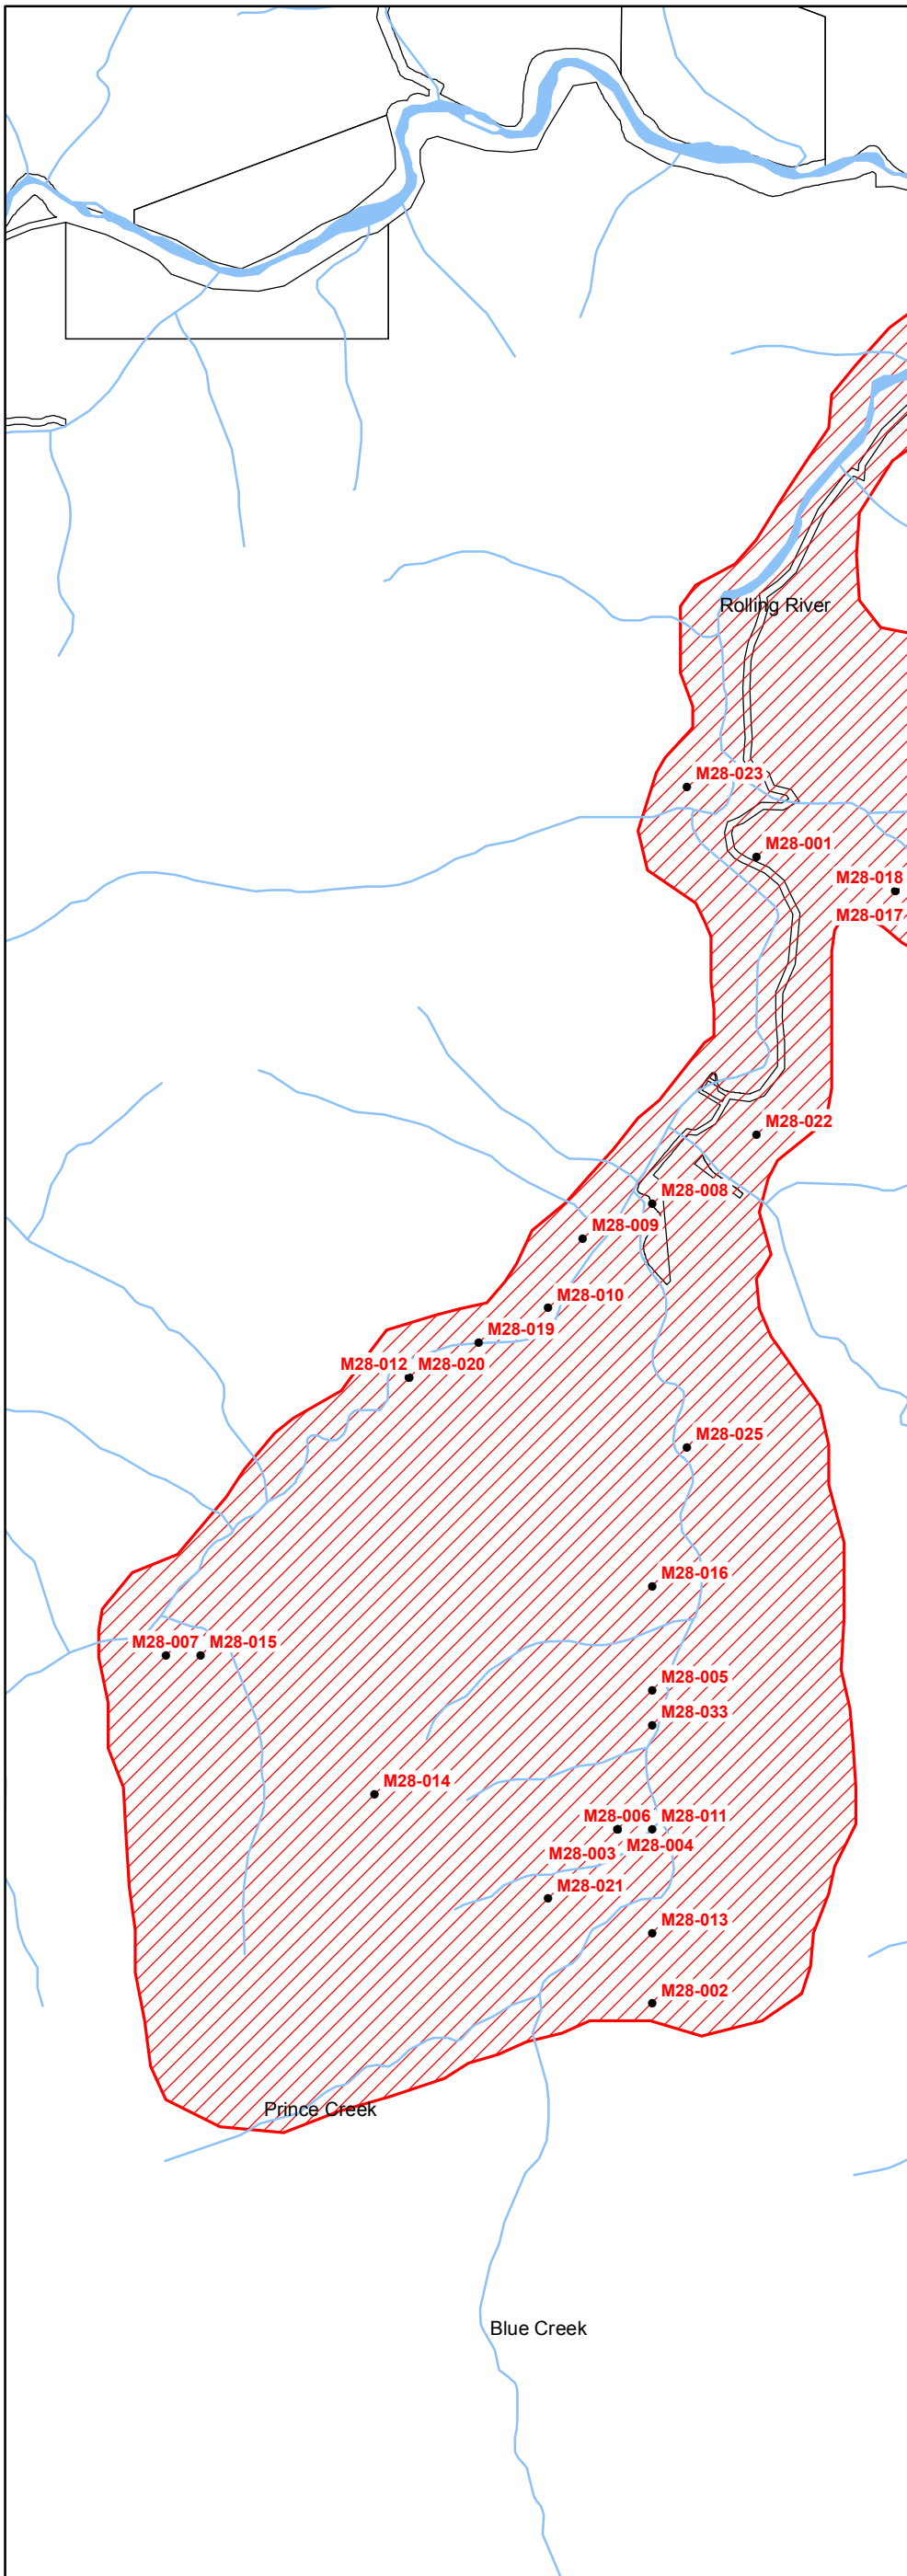 Rolling River
M28-023
M28-001
M28-018
M28-017
M28-022
M28-008
M28-009
M28-010
M28-019
M28-012 M28-020
M28-025
M28-016
M28-007 M28-015
M28-005
M28-033
M28-014
M28-006 M28-011
M28-004
M28-003
M28-021
M28-013
M28-002
Prince Creek
Blue Creek